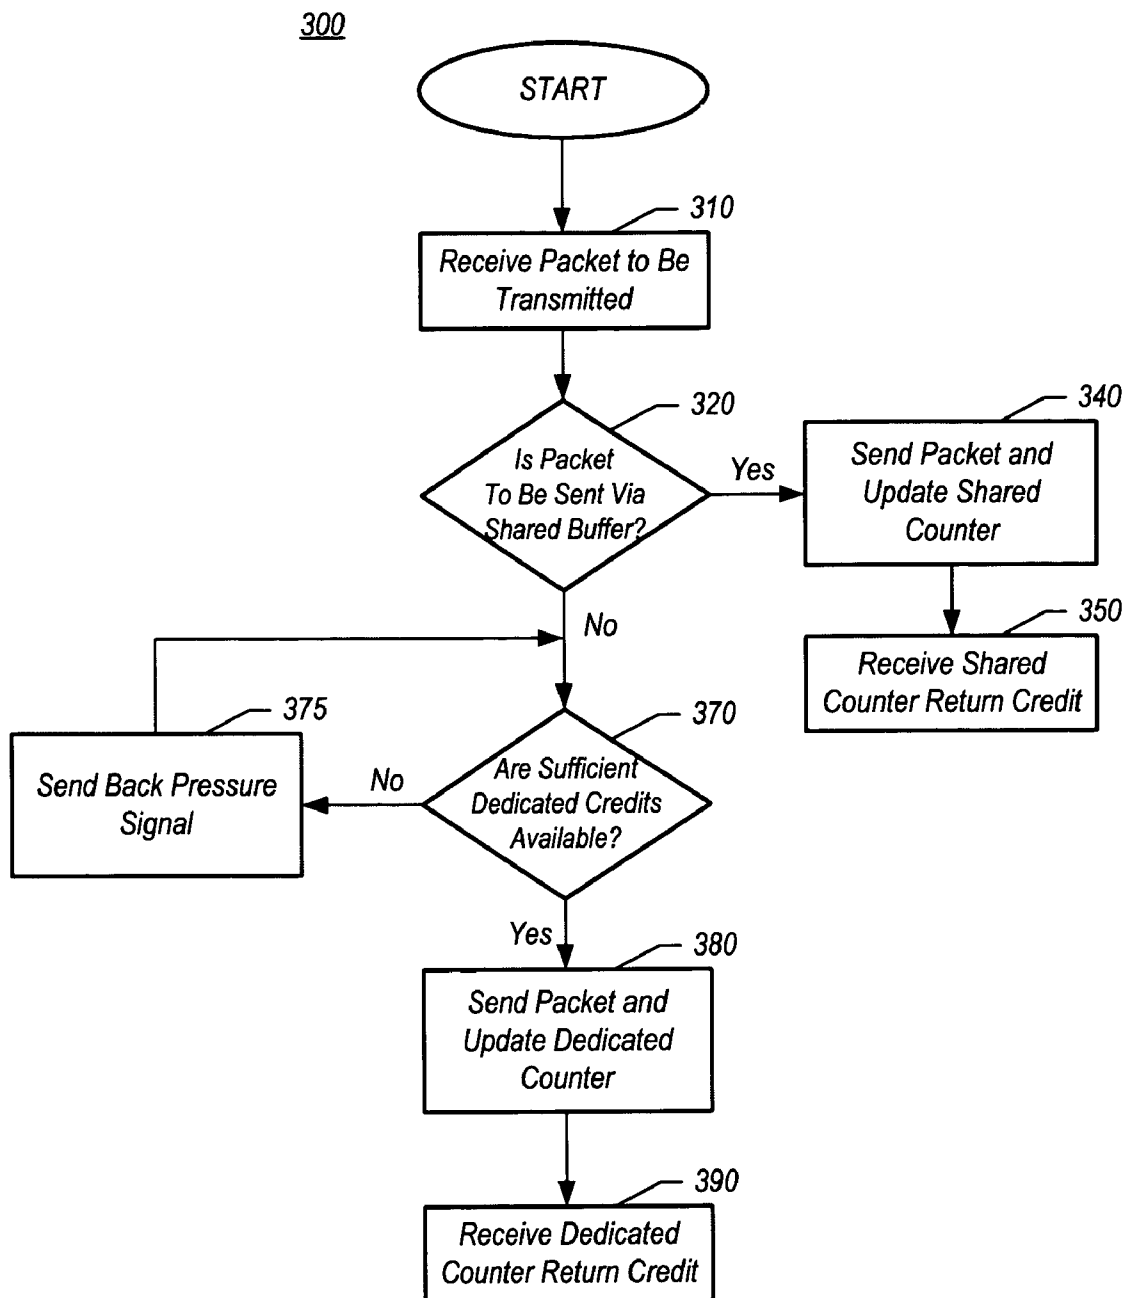 300
START
310
Receive Packet to Be
Transmitted
320
Is Packet
To Be Sent Via
Shared Buffer?
Yes
340
Send Packet and
Update Shared
Counter
No
350
Receive Shared
Counter Return Credit
375
Send Back Pressure
Signal
No
370
Are Sufficient
Dedicated Credits
Available?
Yes
380
Send Packet and
Update Dedicated
Counter
390
Receive Dedicated
Counter Return Credit